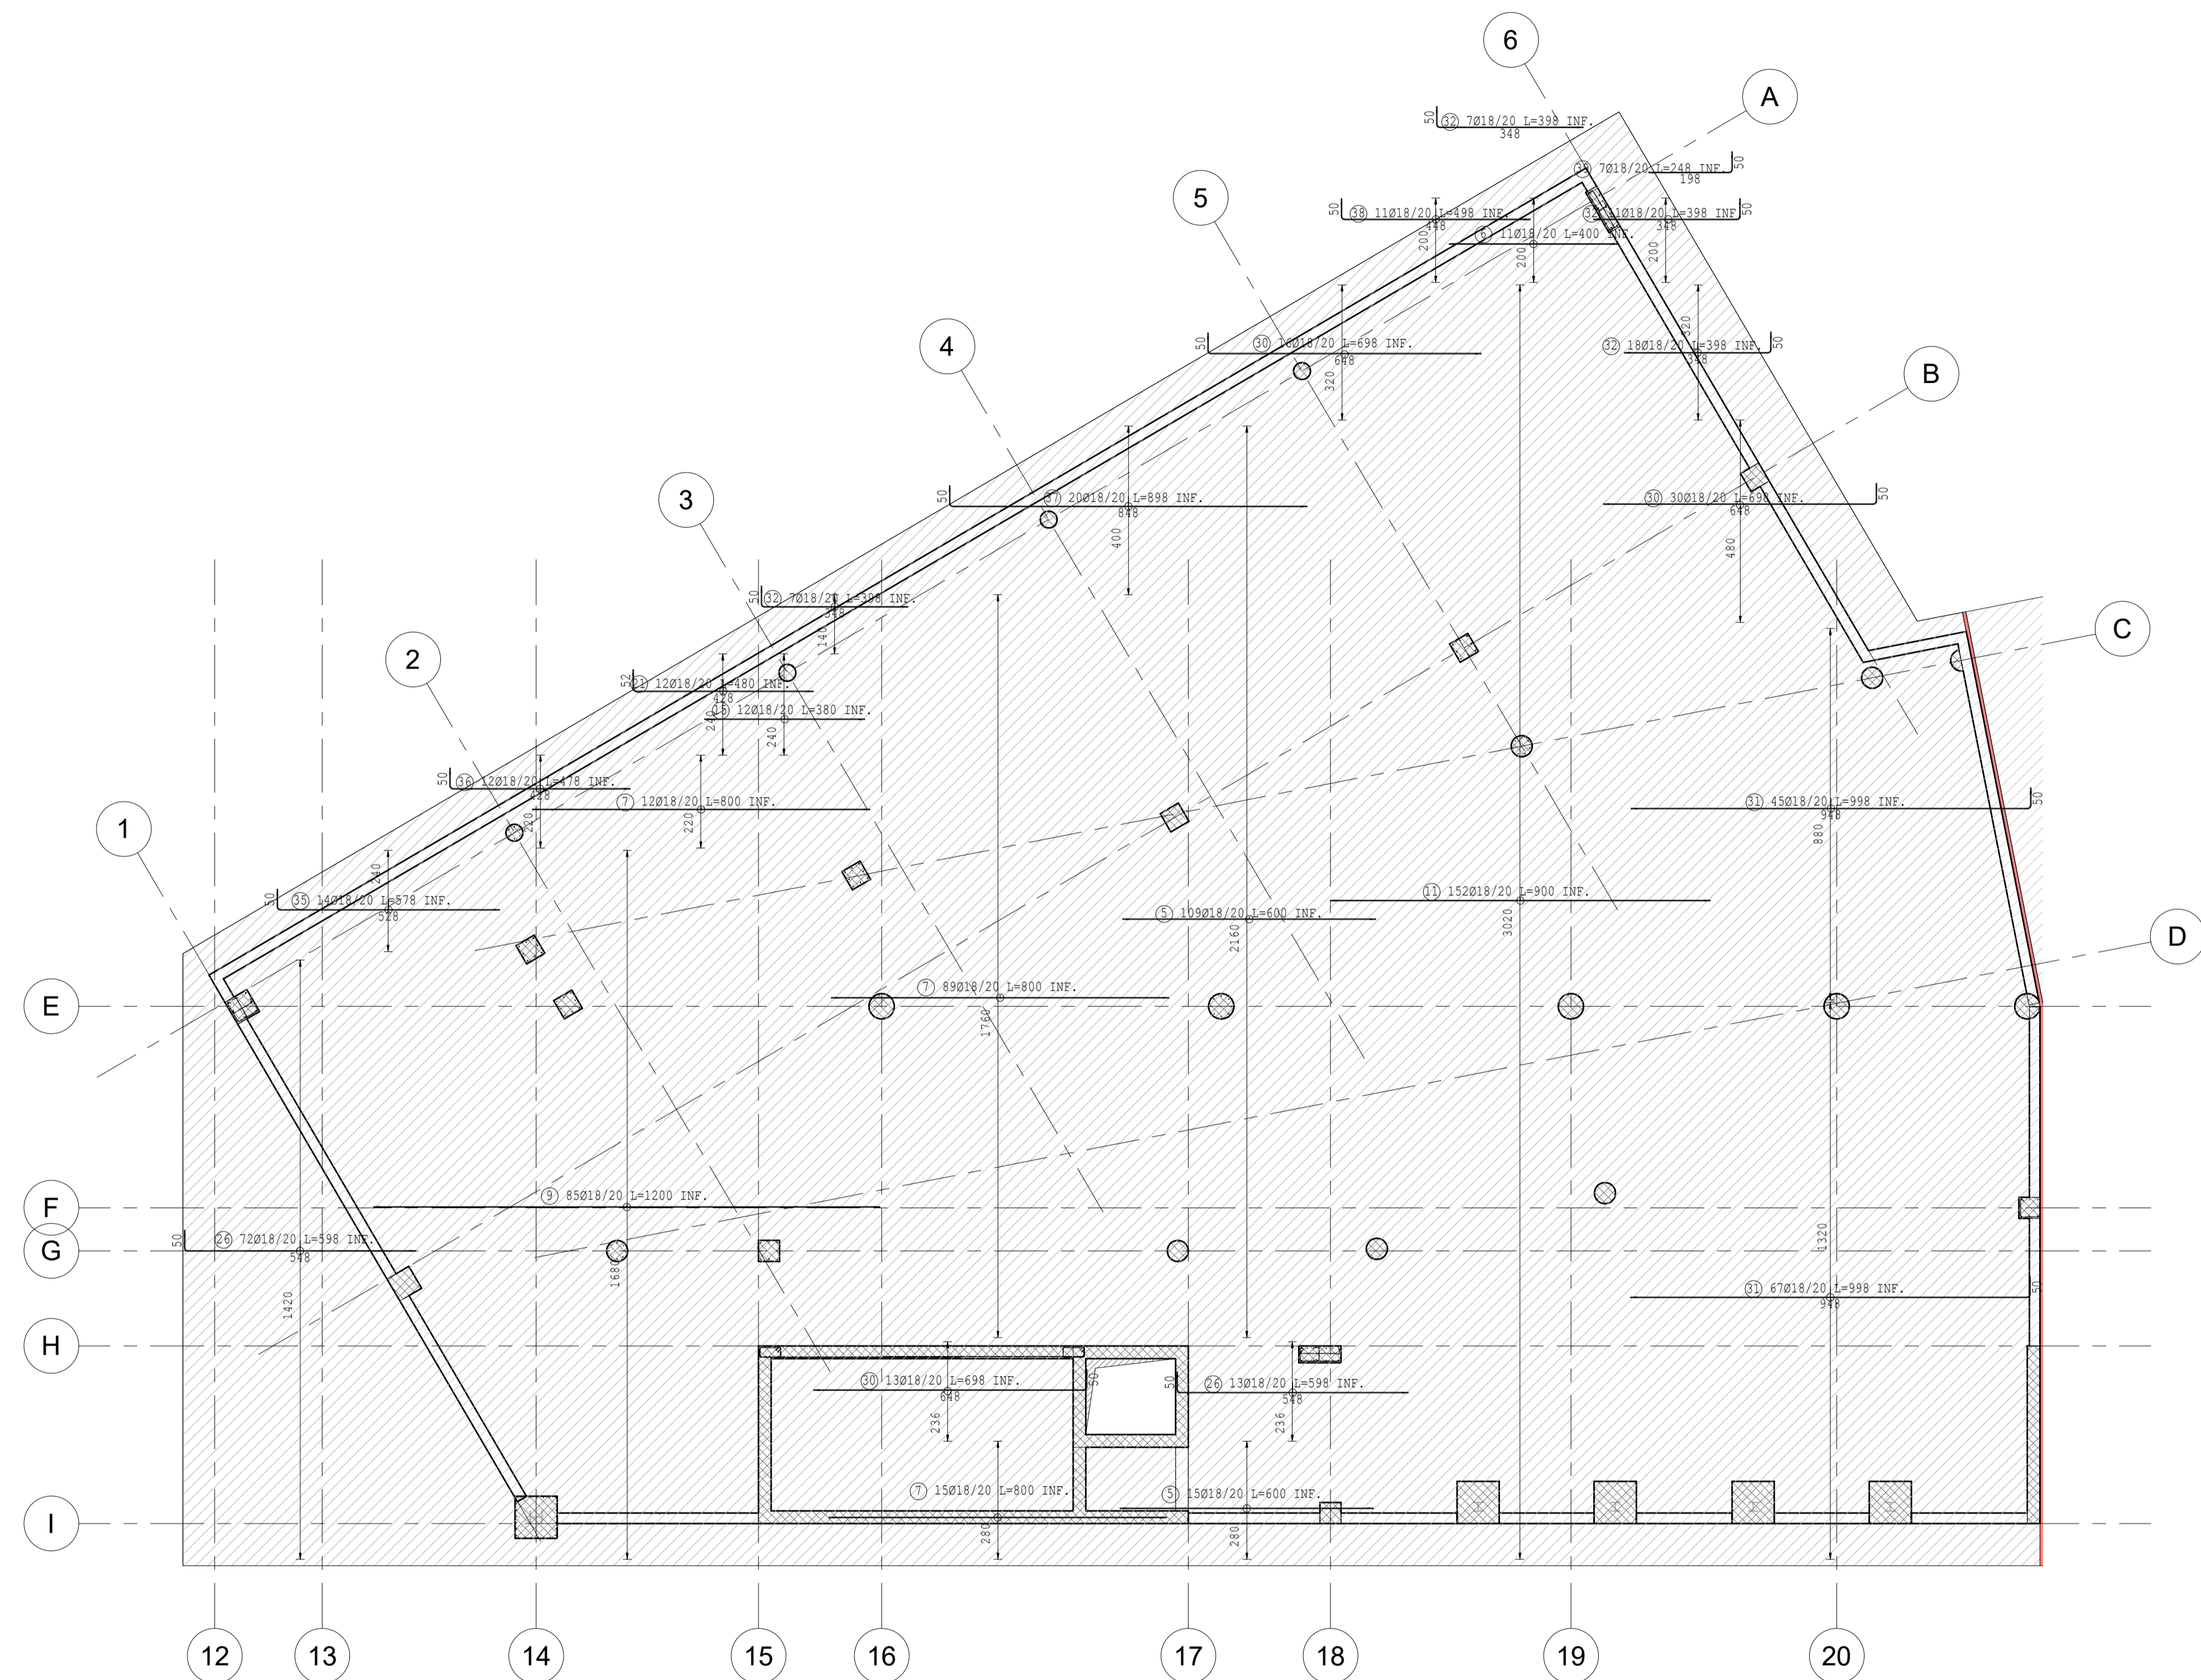 6
A
50
32 7Ø18/20 L=398 INF.
348
39 7Ø18/20 L=248 INF.
198
50
5
50
38 11Ø18/20 L=498 INF.
448
200
32 11Ø18/20 L=398 INF
348
50
200
6 11Ø18/20 L=400 INF.
200
4
50
30 16Ø18/20 L=698 INF.
648
320
320
32 18Ø18/20 L=398 INF.
348
50
B
3
50
37 20Ø18/20 L=898 INF.
848
400
30 30Ø18/20 L=698 INF.
648
50
480
50
32 7Ø18/20 L=398 INF.
348
140
C
2
52
21 12Ø18/20 L=480 INF.
428
240
15 12Ø18/20 L=380 INF.
240
50
36 12Ø18/20 L=478 INF.
428
220
7 12Ø18/20 L=800 INF.
220
31 45Ø18/20 L=998 INF.
948
50
880
1
240
50
35 14Ø18/20 L=578 INF.
528
11 152Ø18/20 L=900 INF.
3020
5 109Ø18/20 L=600 INF.
2160
D
7 89Ø18/20 L=800 INF.
1760
E
9 85Ø18/20 L=1200 INF.
1680
F
50
26 72Ø18/20 L=598 INF.
548
1420
G
1320
31 67Ø18/20 L=998 INF.
948
50
H
30 13Ø18/20 L=698 INF.
648
50
236
50
26 13Ø18/20 L=598 INF.
548
236
7 15Ø18/20 L=800 INF.
280
5 15Ø18/20 L=600 INF.
280
I
12 13 14 15 16 17 18 19 20